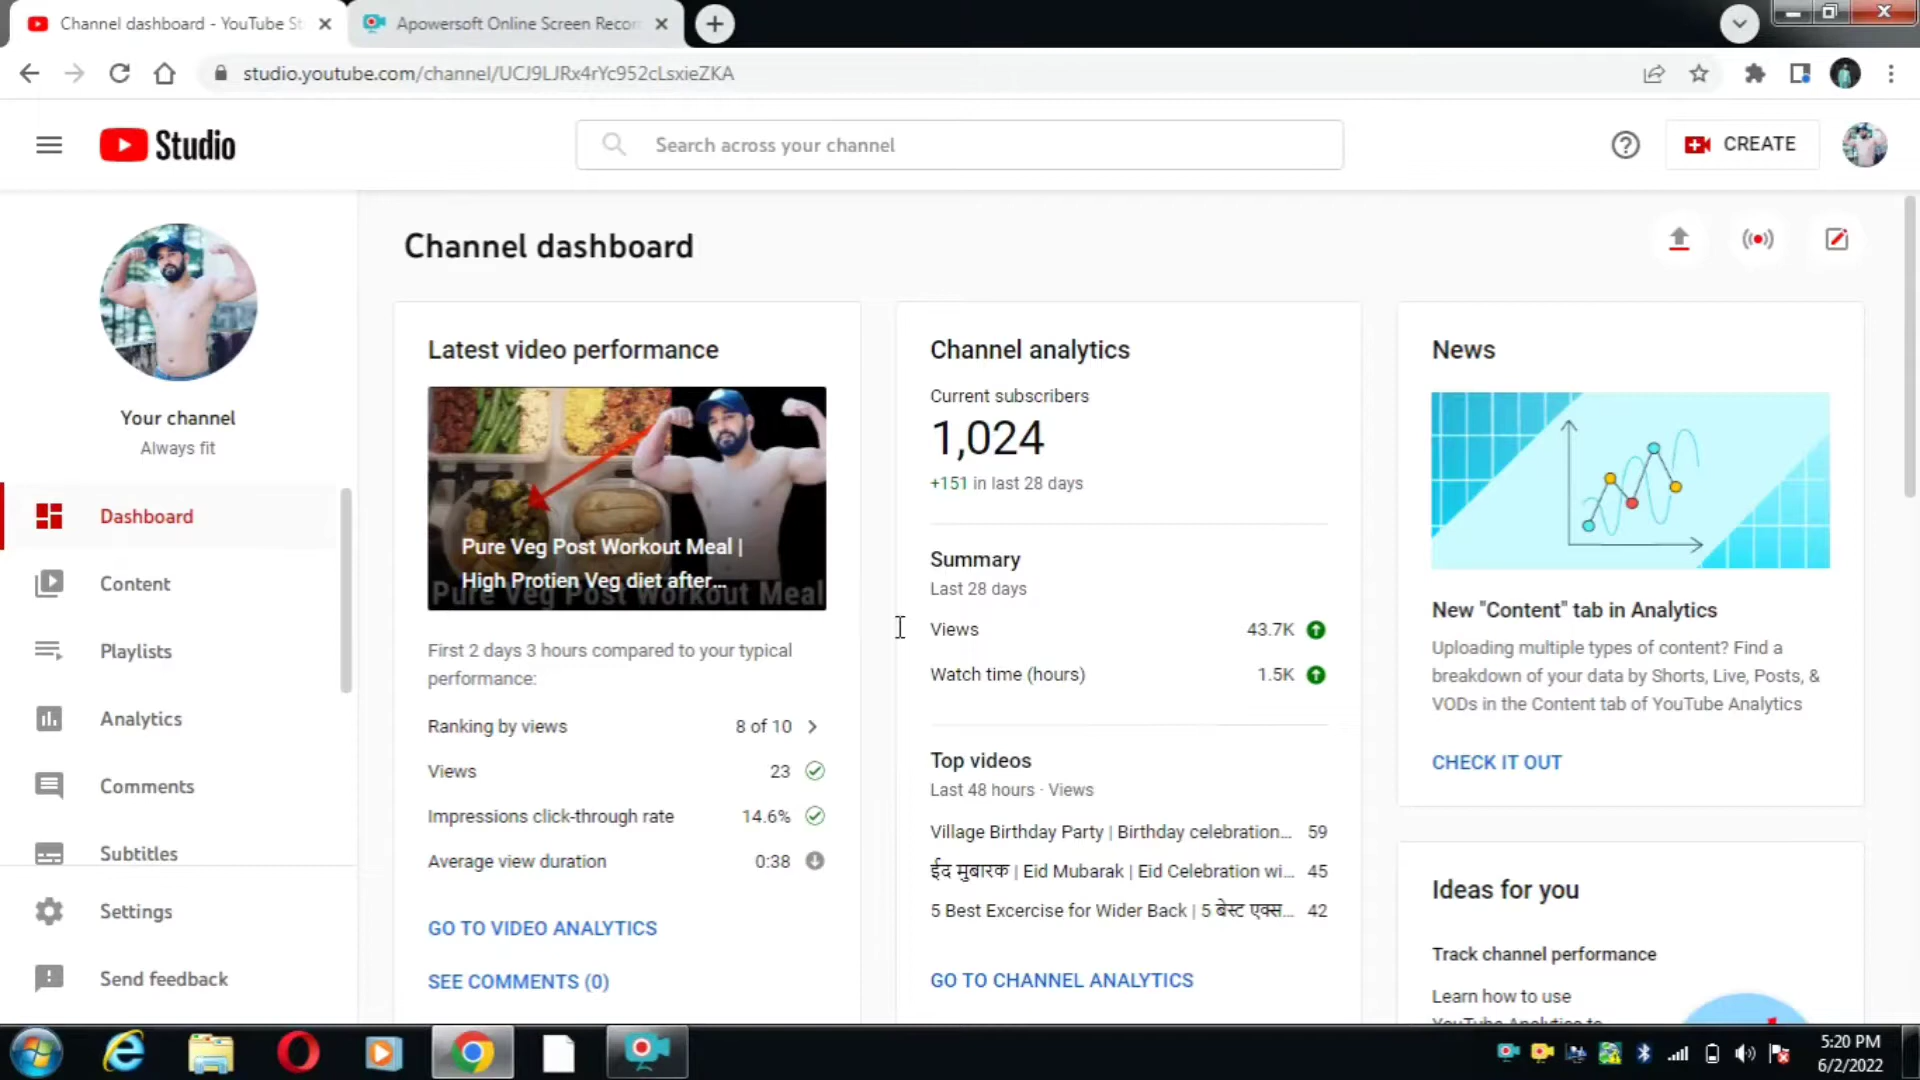 Channel dashboard - YouTube St
Apowersoft Online Screen Recor
studio.youtube.com/channel/UCJ9LJRx4rYc952cLsxieZKA
Studio
Search across your channel
CREATE
Your channel
Always fit
Dashboard
Content
Playlists
Analytics
Comments
Subtitles
Settings
Send feedback
Channel dashboard
Latest video performance
Pure Veg Post Workout Meal |
High Protien Veg diet after...
Pure Veg Post Workout Meal
First 2 days 3 hours compared to your typical
performance:
Ranking by views 8 of 10
Views 23
Impressions click-through rate 14.6%
Average view duration 0:38
GO TO VIDEO ANALYTICS
SEE COMMENTS (0)
Channel analytics
Current subscribers
1,024
+151 in last 28 days
Summary
Last 28 days
Views 43.7K
Watch time (hours) 1.5K
Top videos
Last 48 hours · Views
Village Birthday Party | Birthday celebration... 59
ईद मुबारक | Eid Mubarak | Eid Celebration wi... 45
5 Best Excercise for Wider Back | 5 बेस्ट एक्स... 42
GO TO CHANNEL ANALYTICS
News
New "Content" tab in Analytics
Uploading multiple types of content? Find a
breakdown of your data by Shorts, Live, Posts, &
VODs in the Content tab of YouTube Analytics
CHECK IT OUT
Ideas for you
Track channel performance
Learn how to use
YouTube Analytics to
5:20 PM
6/2/2022